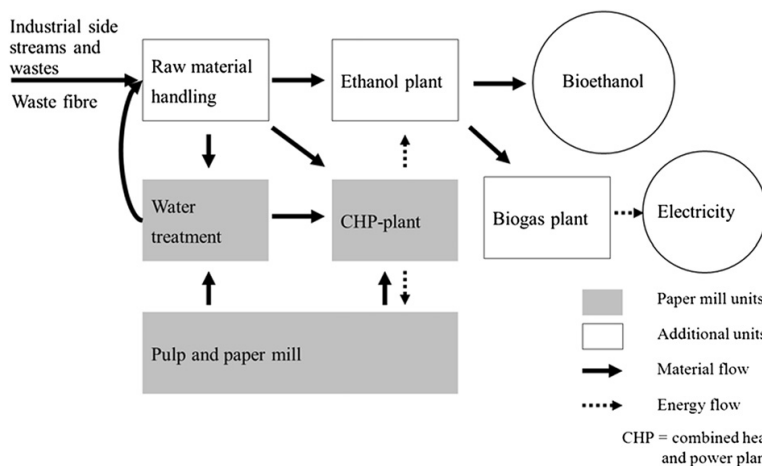 Industrial side
streams and
wastes
Waste fibre
Raw material
handling
Ethanol plant
Bioethanol
Water
treatment
CHP-plant
Biogas plant
Electricity
Pulp and paper mill
Paper mill units
Additional units
Material flow
Energy flow
CHP = combined hea
and power plan